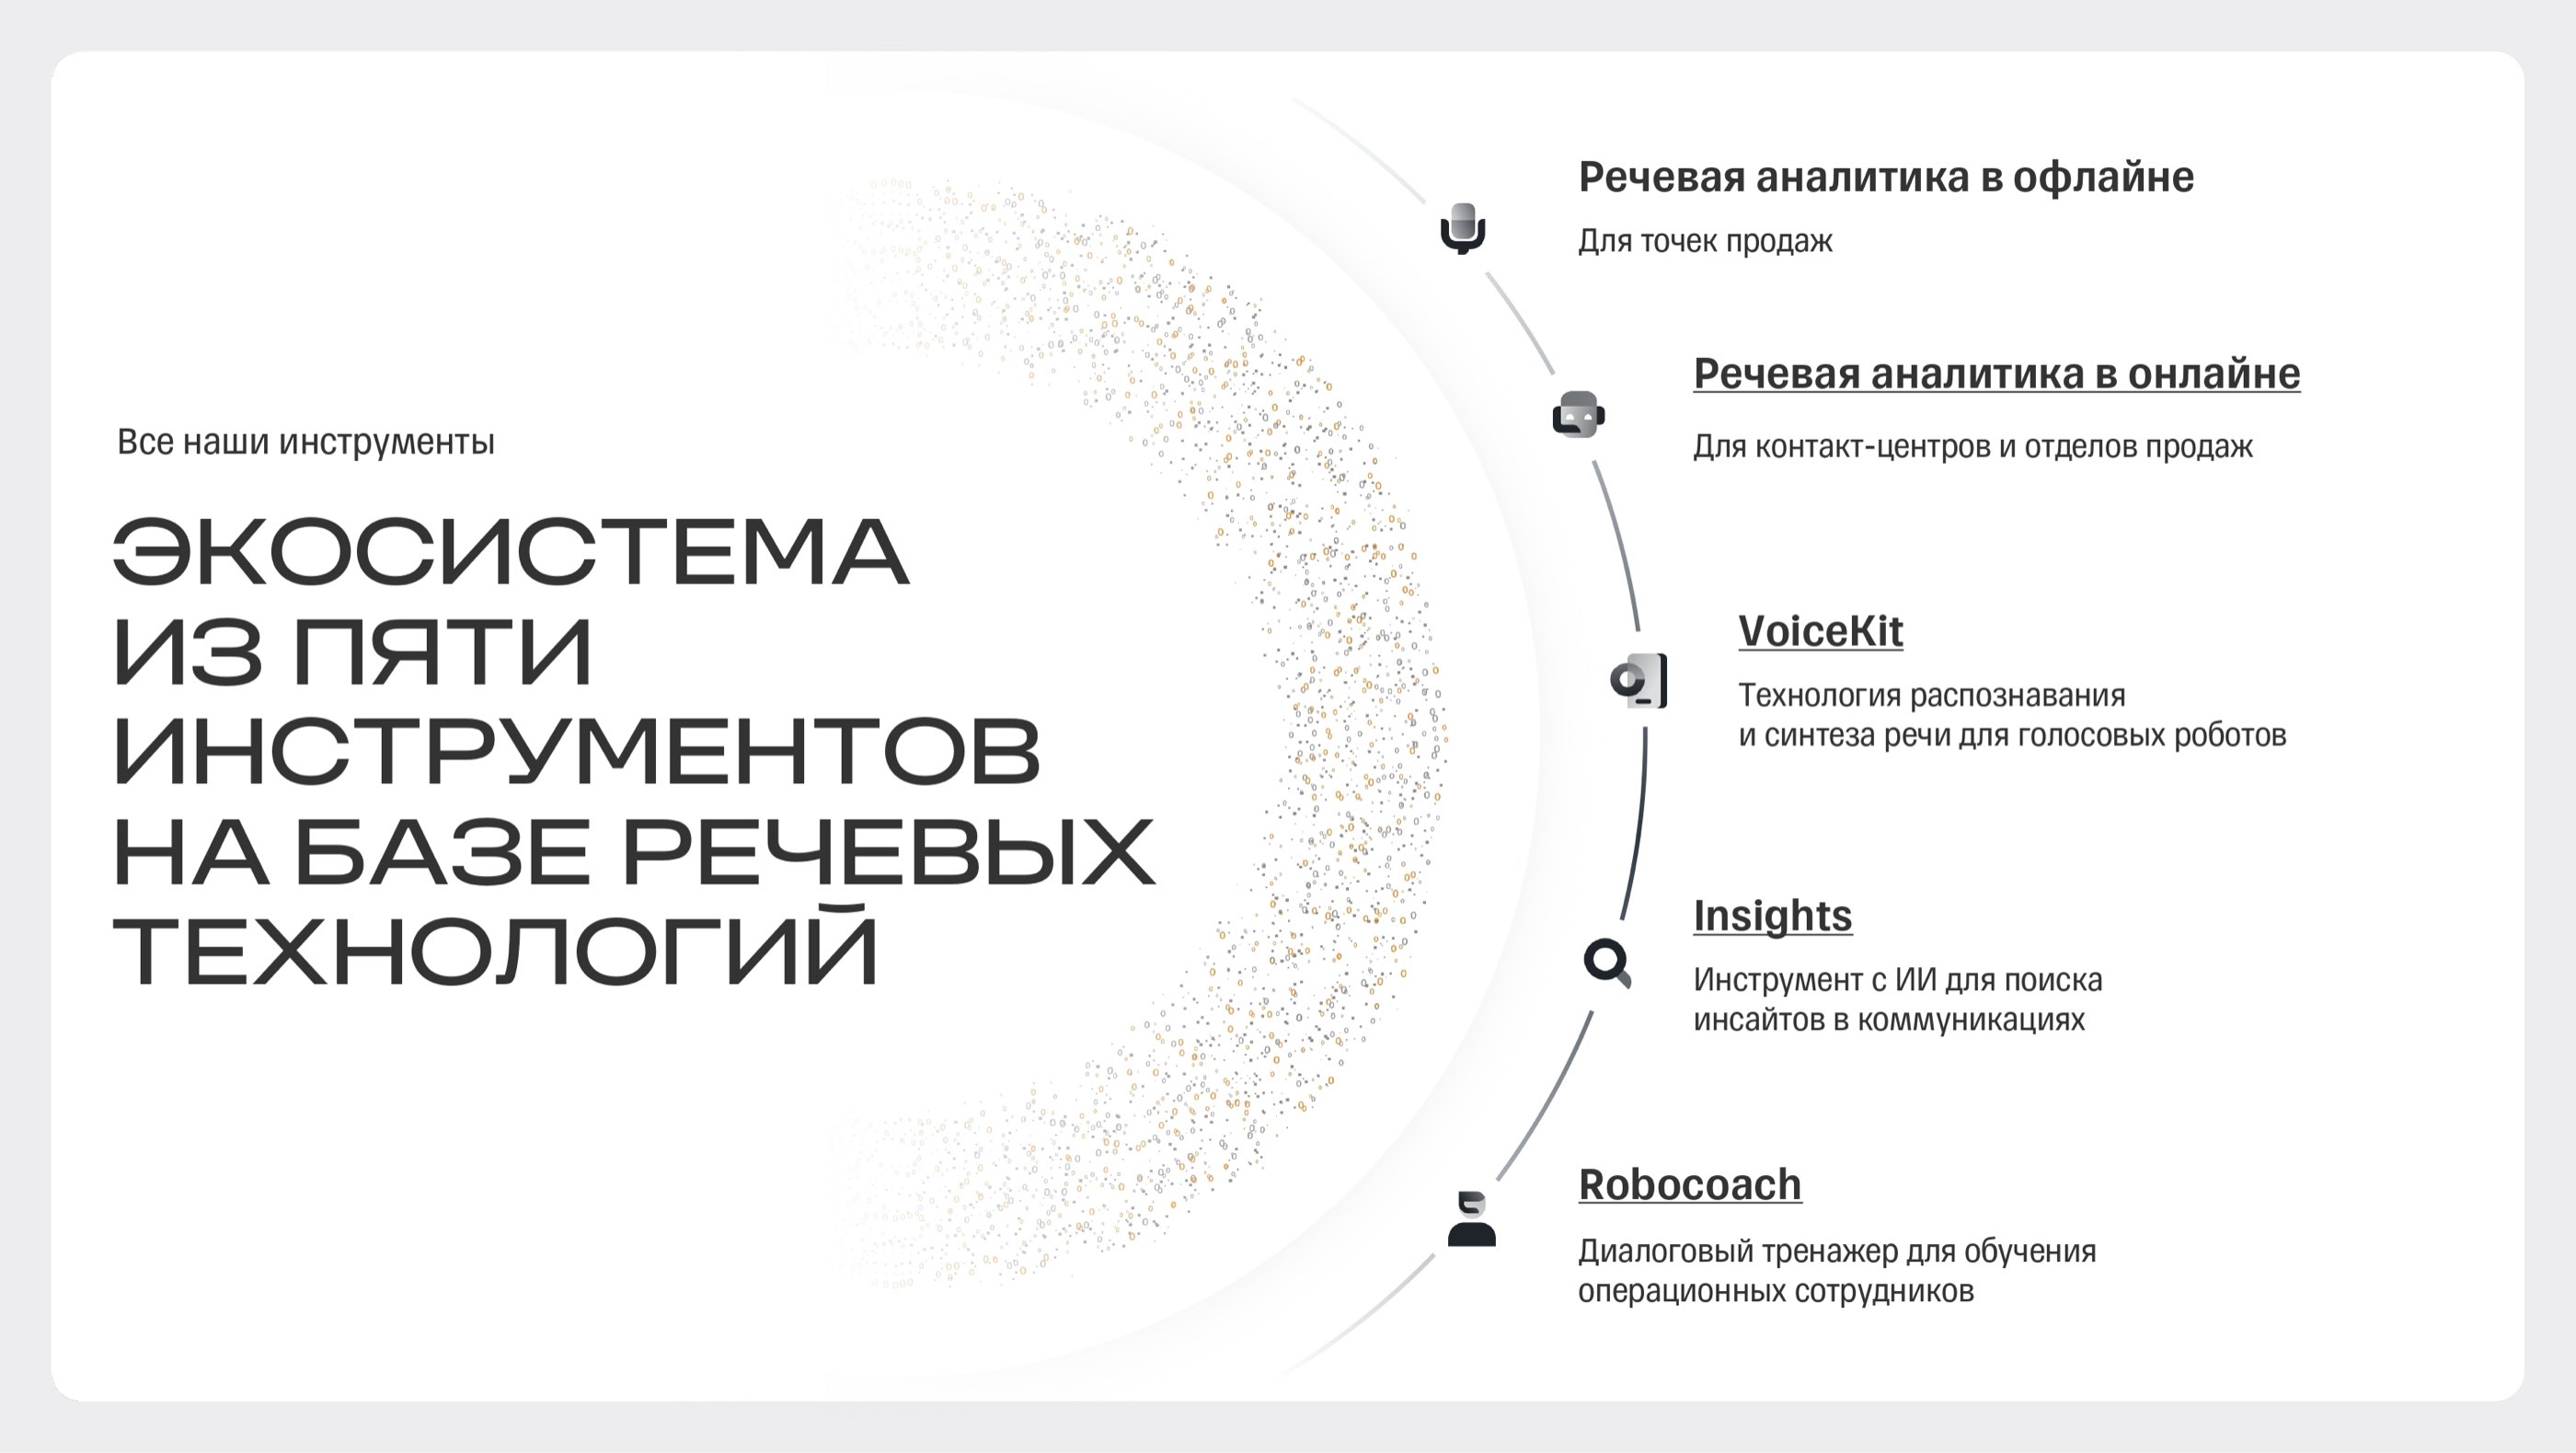 Все наши инструменты
ЭКОСИСТЕМА
ИЗ ПЯТИ
ИНСТРУМЕНТОВ
НА БАЗЕ РЕЧЕВЫХ
ТЕХНОЛОГИЙ
Речевая аналитика в офлайне
Для точек продаж
Речевая аналитика в онлайне
Для контакт-центров и отделов продаж
VoiceKit
Технология распознавания
и синтеза речи для голосовых роботов
Insights
Инструмент с ИИ для поиска
инсайтов в коммуникациях
Robocoach
Диалоговый тренажер для обучения
операционных сотрудников